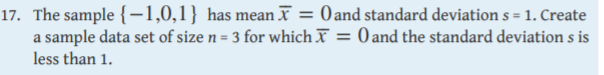 17. The sample {−1,0,1} has mean x̅ = 0 and standard deviation s = 1. Create
a sample data set of size n = 3 for which x̅ = 0 and the standard deviation s is
less than 1.